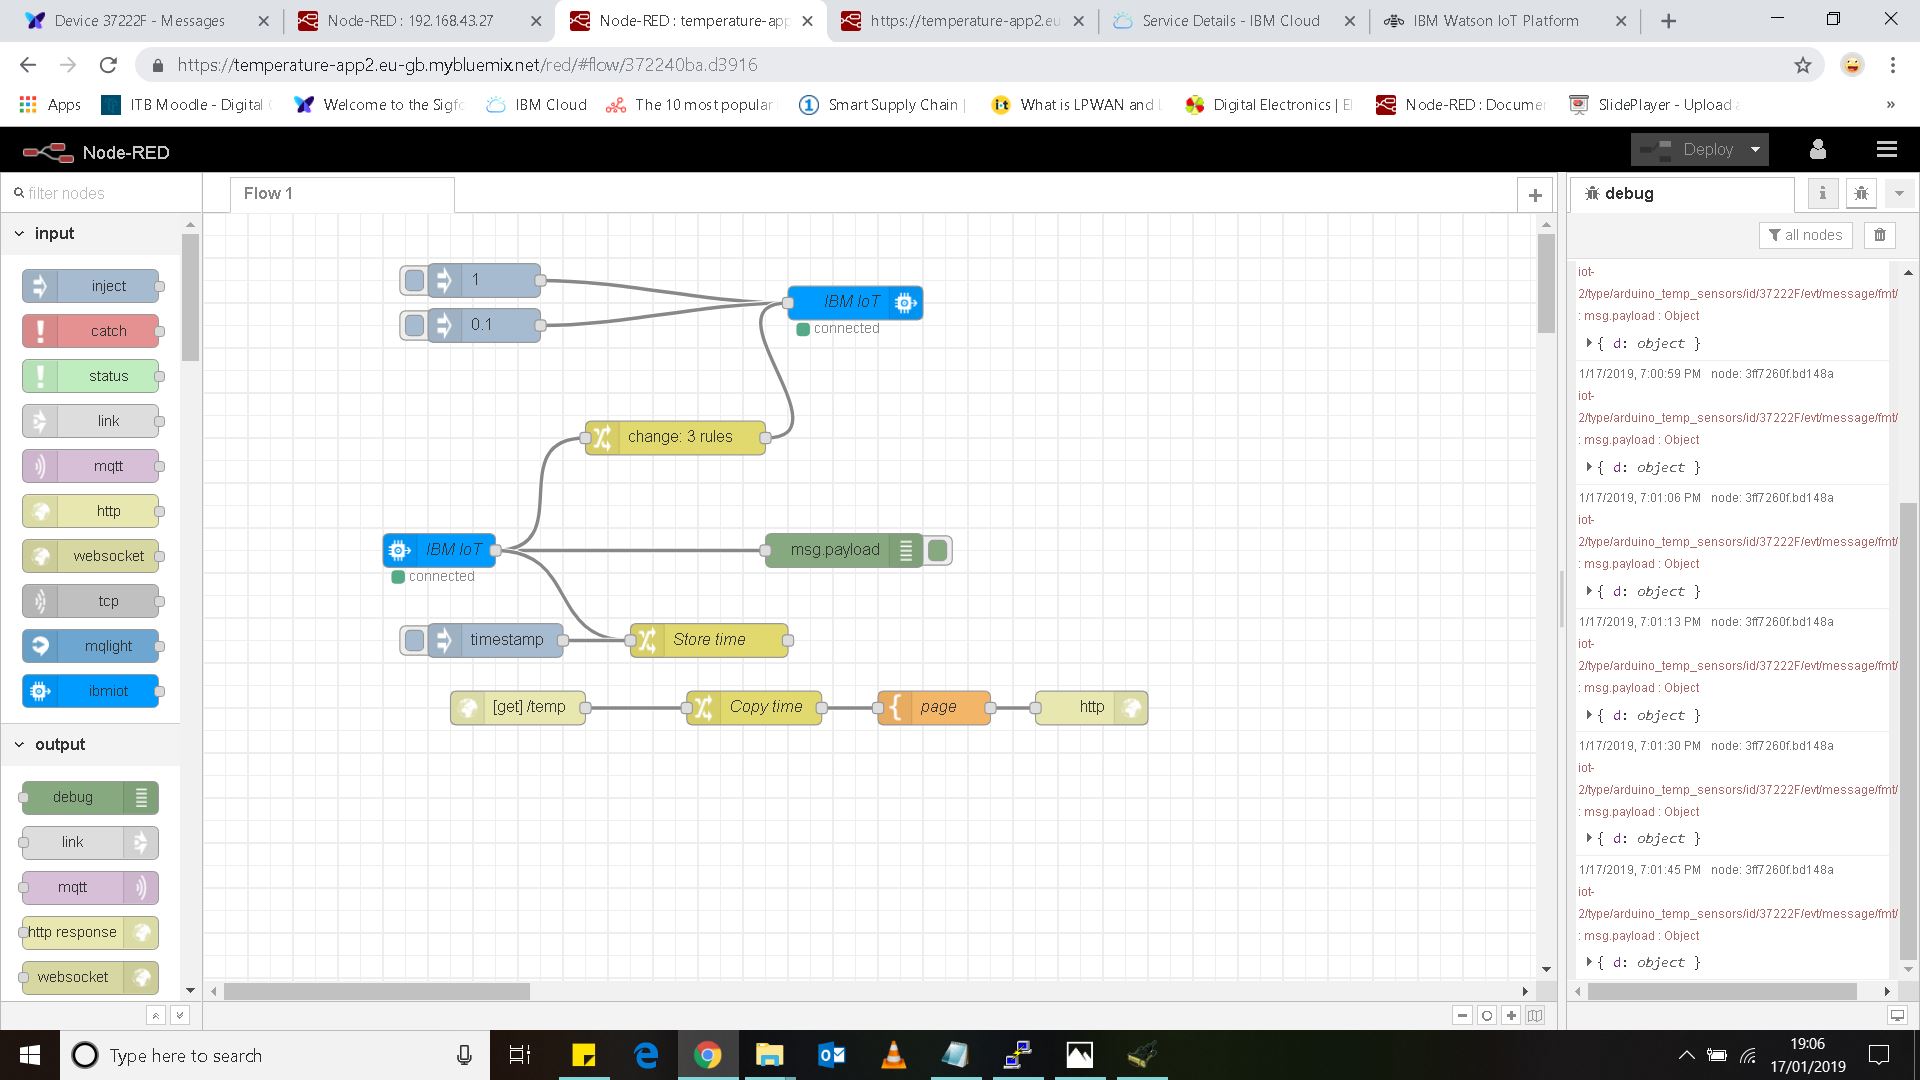 Device 37222F - Messages
Node-RED : 192.168.43.27
Node-RED : temperature-app
https://temperature-app2.eu
Service Details - IBM Cloud
IBM Watson IoT Platform
https://temperature-app2.eu-gb.mybluemix.net/red/#flow/372240ba.d3916
Apps
ITB Moodle - Digital
Welcome to the Sigf
IBM Cloud
The 10 most popular
Smart Supply Chain |
What is LPWAN and
Digital Electronics | E
Node-RED : Docume
SlidePlayer - Upload a
»
Node-RED
Deploy
filter nodes
Flow 1
debug
all nodes
input
inject
catch
status
link
mqtt
http
websocket
tcp
mqlight
ibmiot
output
debug
link
mqtt
http response
websocket
1
0.1
IBM IoT
connected
change: 3 rules
IBM IoT
connected
msg.payload
timestamp
Store time
[get] /temp
Copy time
page
http
iot-
2/type/arduino_temp_sensors/id/37222F/evt/message/fmt/
: msg.payload : Object
{ d: object }
1/17/2019, 7:00:59 PM node: 3ff7260f.bd148a
iot-
2/type/arduino_temp_sensors/id/37222F/evt/message/fmt/
: msg.payload : Object
{ d: object }
1/17/2019, 7:01:06 PM node: 3ff7260f.bd148a
iot-
2/type/arduino_temp_sensors/id/37222F/evt/message/fmt/
: msg.payload : Object
{ d: object }
1/17/2019, 7:01:13 PM node: 3ff7260f.bd148a
iot-
2/type/arduino_temp_sensors/id/37222F/evt/message/fmt/
: msg.payload : Object
{ d: object }
1/17/2019, 7:01:30 PM node: 3ff7260f.bd148a
iot-
2/type/arduino_temp_sensors/id/37222F/evt/message/fmt/
: msg.payload : Object
{ d: object }
1/17/2019, 7:01:45 PM node: 3ff7260f.bd148a
iot-
2/type/arduino_temp_sensors/id/37222F/evt/message/fmt/
: msg.payload : Object
{ d: object }
Type here to search
19:06
17/01/2019